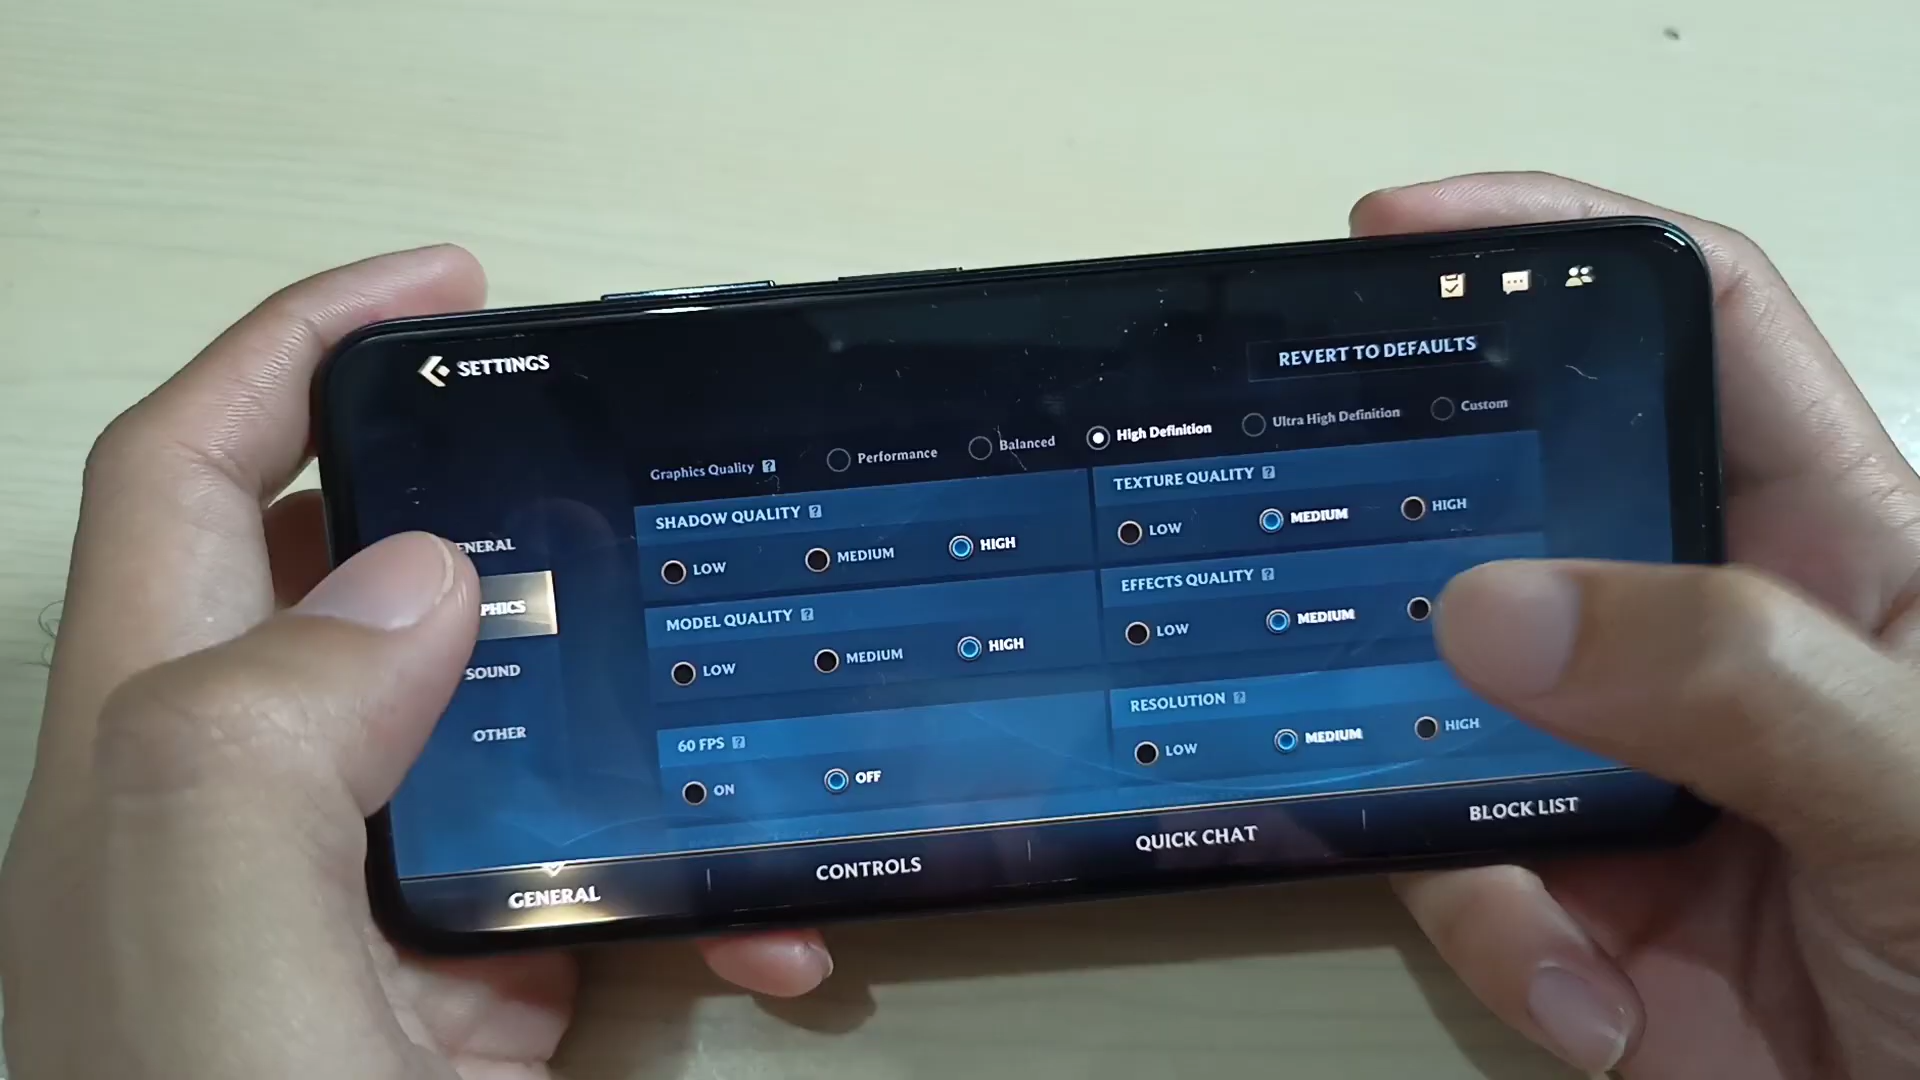 SETTINGS
REVERT TO DEFAULTS
Graphics Quality ? Performance Balanced High Definition Ultra High Definition Custom
SHADOW QUALITY ?
LOW MEDIUM HIGH
TEXTURE QUALITY ?
LOW MEDIUM HIGH
MODEL QUALITY ?
LOW MEDIUM HIGH
EFFECTS QUALITY ?
LOW MEDIUM
60 FPS ?
ON OFF
RESOLUTION ?
LOW MEDIUM HIGH
ENERAL
PHICS
SOUND
OTHER
GENERAL CONTROLS QUICK CHAT BLOCK LIST